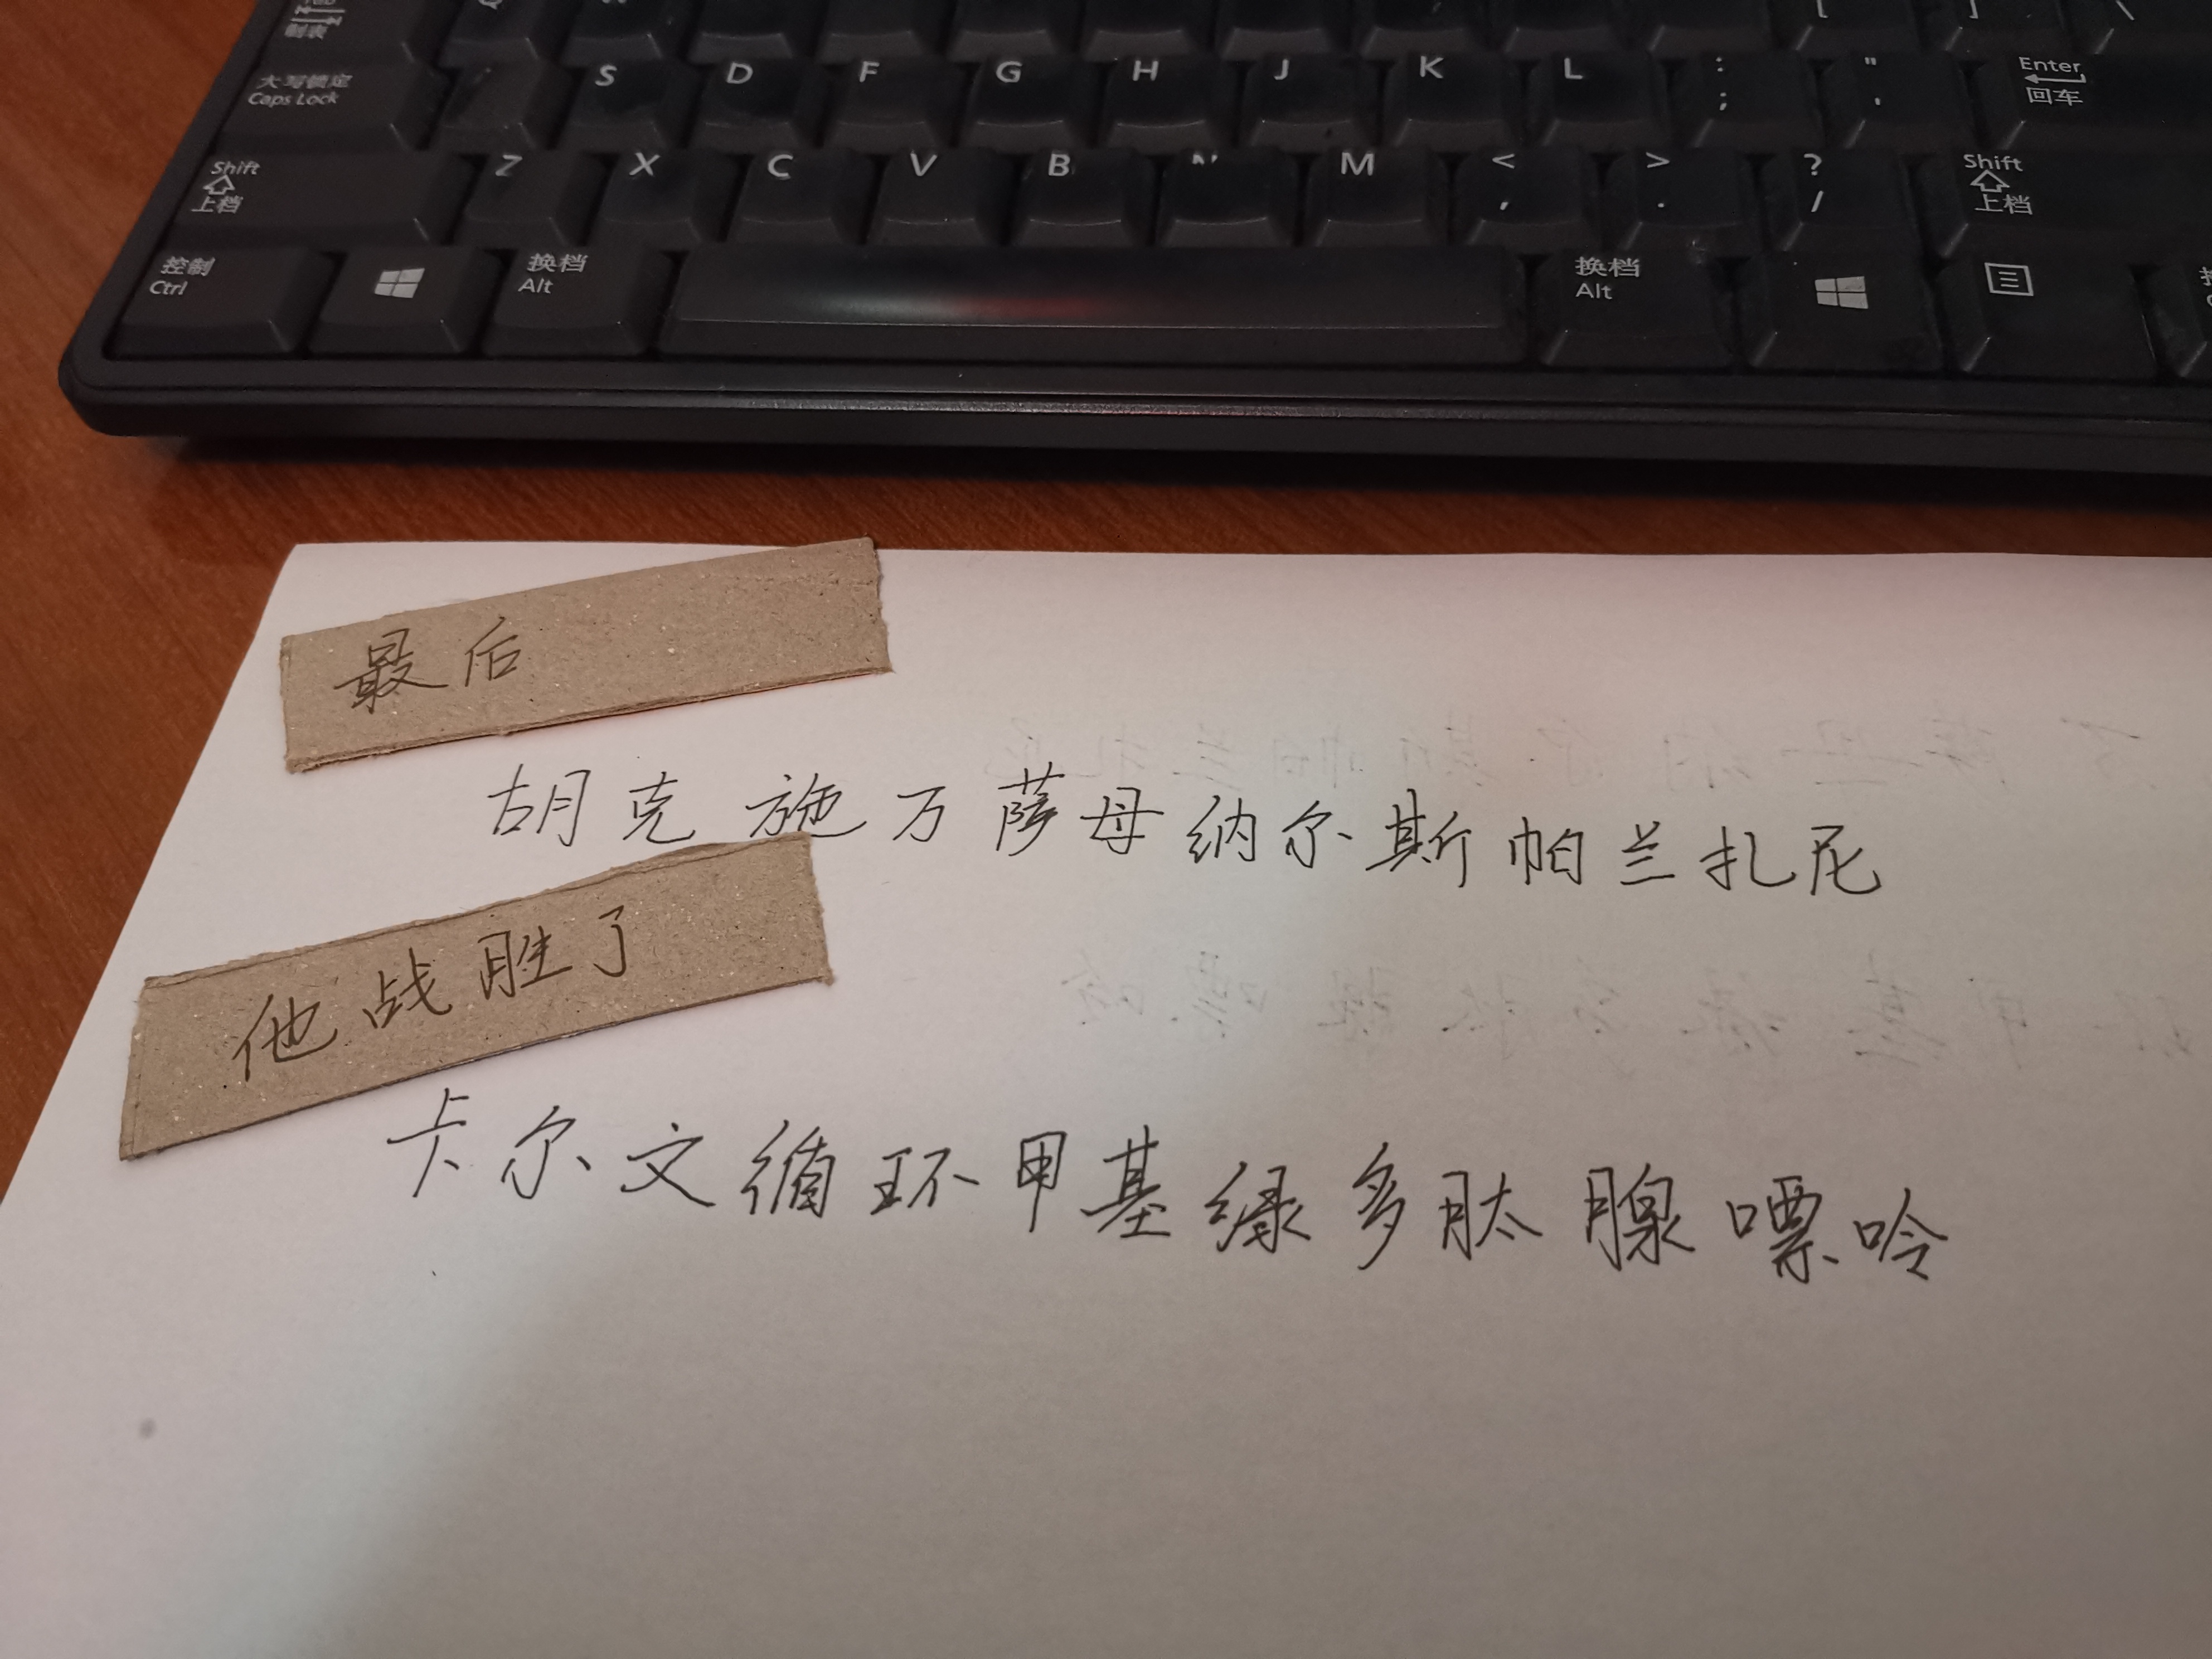 制表
大写锁定 S D F G H J K L : ; " ' Enter
Caps Lock 回车
Shift Z X C V B N M < , > . ? / Shift
上档 上档
控制 换档 换档
Ctrl Alt Alt
最后
胡克施万萨母纳尔斯帕兰扎尼
他战胜了
卡尔文循环甲基绿多肽腺嘌呤